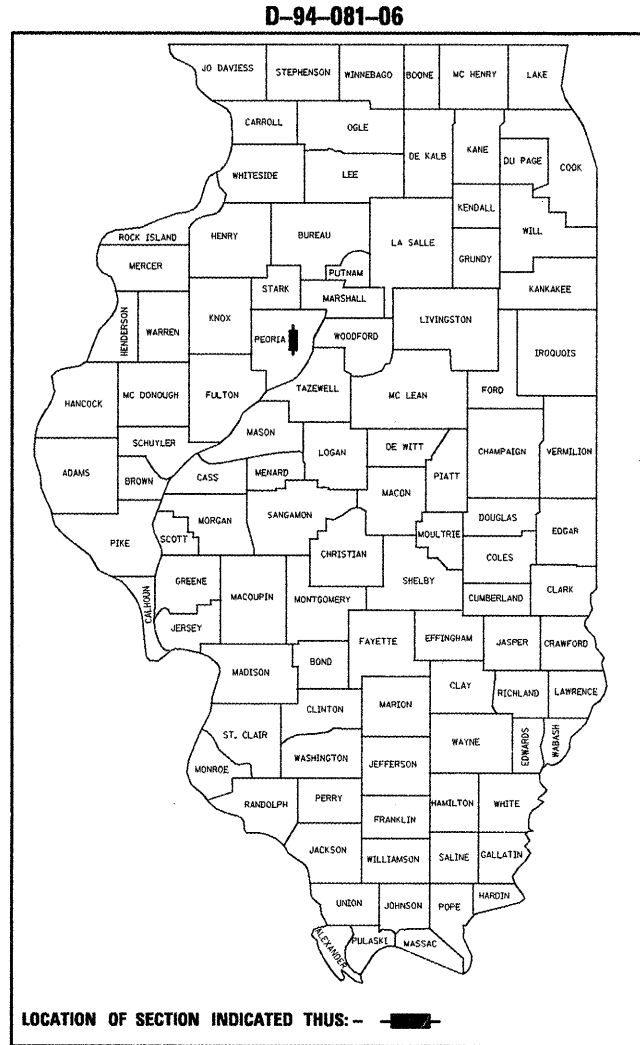 D-94-081-06
JO DAVIESS STEPHENSON WINNEBAGO BOONE MC HENRY LAKE
CARROLL OGLE DE KALB KANE DU PAGE COOK
WHITESIDE LEE
KENDALL WILL
ROCK ISLAND HENRY BUREAU LA SALLE GRUNDY
MERCER PUTNAM
STARK MARSHALL KANKAKEE
HENDERSON WARREN KNOX PEORIA WOODFORD LIVINGSTON IROQUOIS
HANCOCK MC DONOUGH FULTON TAZEWELL MC LEAN FORD
SCHUYLER MASON
ADAMS BROWN CASS MENARD LOGAN DE WITT PIATT CHAMPAIGN VERMILION
MACON
PIKE SCOTT MORGAN SANGAMON CHRISTIAN MOULTRIE DOUGLAS EDGAR
COLES
CALHOUN GREENE MACOUPIN MONTGOMERY SHELBY CUMBERLAND CLARK
JERSEY
FAYETTE EFFINGHAM JASPER CRAWFORD
MADISON BOND
CLAY RICHLAND LAWRENCE
CLINTON MARION
ST. CLAIR WAYNE EDWARDS WABASH
MONROE WASHINGTON JEFFERSON
RANDOLPH PERRY HAMILTON WHITE
FRANKLIN
JACKSON WILLIAMSON SALINE GALLATIN
UNION JOHNSON POPE HARDIN
ALEXANDER PULASKI MASSAC
LOCATION OF SECTION INDICATED THUS: -